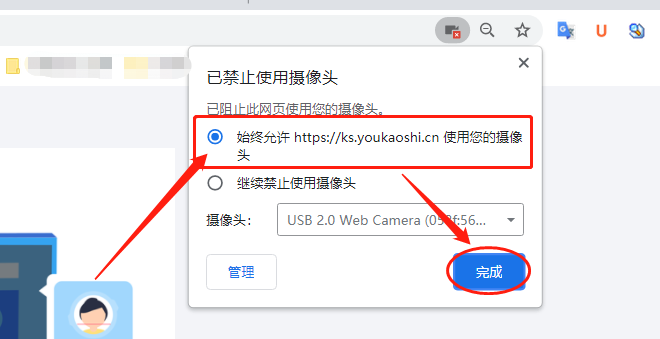 已禁止使用摄像头
已阻止此网页使用您的摄像头。
始终允许 https://ks.youkaoshi.cn 使用您的摄像
头
继续禁止使用摄像头
摄像头: USB 2.0 Web Camera (05
管理 完成